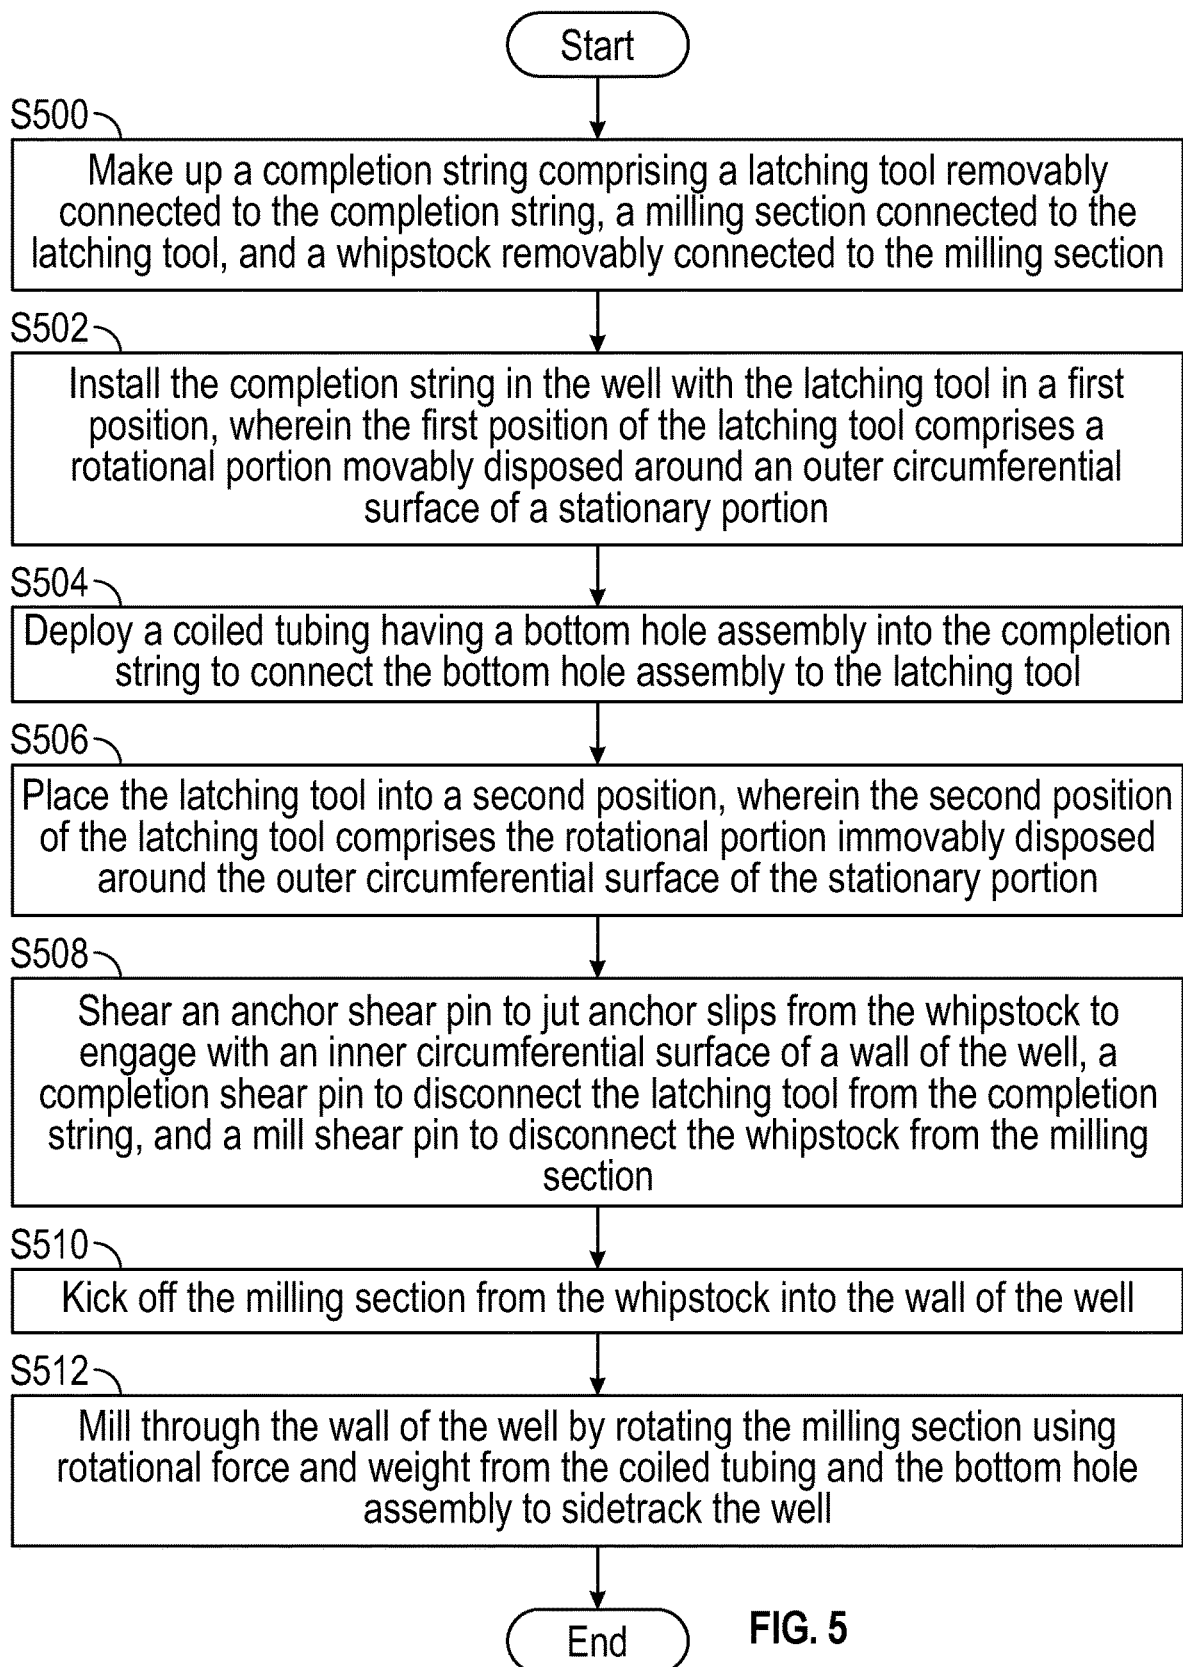 Start
S500
Make up a completion string comprising a latching tool removably
connected to the completion string, a milling section connected to the
latching tool, and a whipstock removably connected to the milling section
S502
Install the completion string in the well with the latching tool in a first
position, wherein the first position of the latching tool comprises a
rotational portion movably disposed around an outer circumferential
surface of a stationary portion
S504
Deploy a coiled tubing having a bottom hole assembly into the completion
string to connect the bottom hole assembly to the latching tool
S506
Place the latching tool into a second position, wherein the second position
of the latching tool comprises the rotational portion immovably disposed
around the outer circumferential surface of the stationary portion
S508
Shear an anchor shear pin to jut anchor slips from the whipstock to
engage with an inner circumferential surface of a wall of the well, a
completion shear pin to disconnect the latching tool from the completion
string, and a mill shear pin to disconnect the whipstock from the milling
section
S510
Kick off the milling section from the whipstock into the wall of the well
S512
Mill through the wall of the well by rotating the milling section using
rotational force and weight from the coiled tubing and the bottom hole
assembly to sidetrack the well
End
FIG. 5